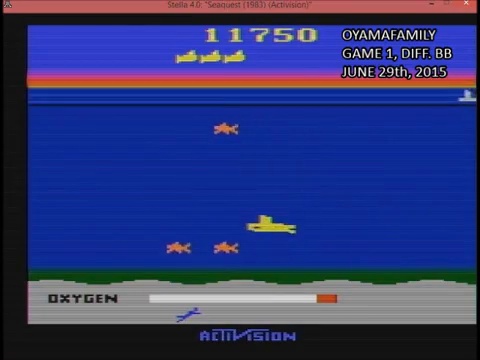 Stella 4.0: "Seaquest (1983) (Activision)"
11750
OYAMAFAMILY
GAME 1, DIFF. BB
JUNE 29th, 2015
OXYGEN
ACTIVISION